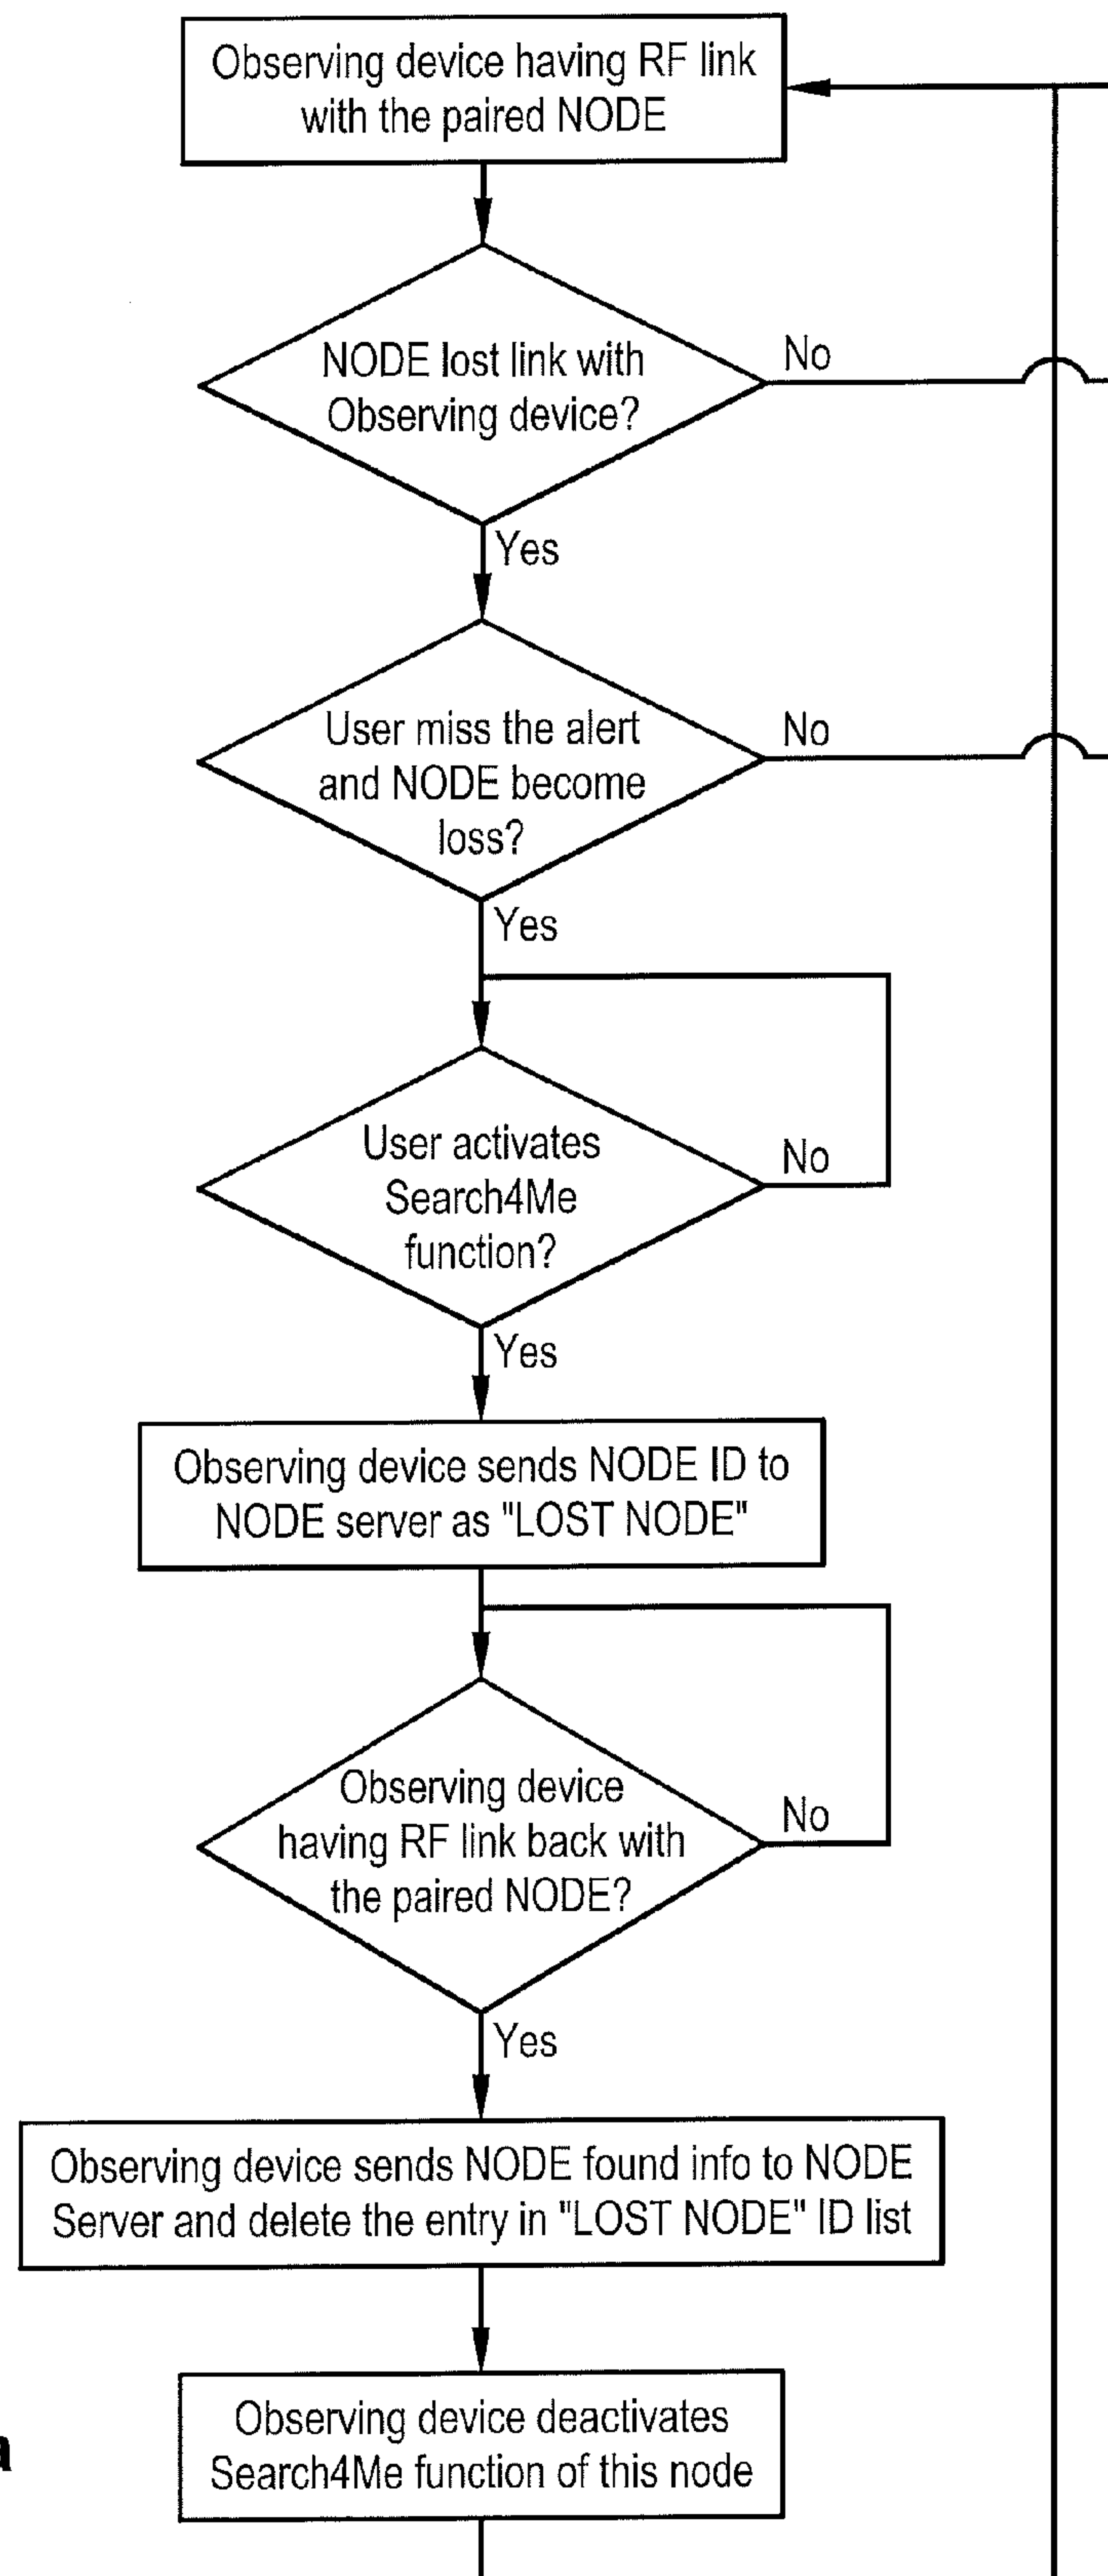 Observing device having RF link
with the paired NODE
NODE lost link with
Observing device?
No
Yes
User miss the alert
and NODE become
loss?
No
Yes
User activates
Search4Me
function?
No
Yes
Observing device sends NODE ID to
NODE server as "LOST NODE"
Observing device
having RF link back with
the paired NODE?
No
Yes
Observing device sends NODE found info to NODE
Server and delete the entry in "LOST NODE" ID list
Observing device deactivates
Search4Me function of this node
a